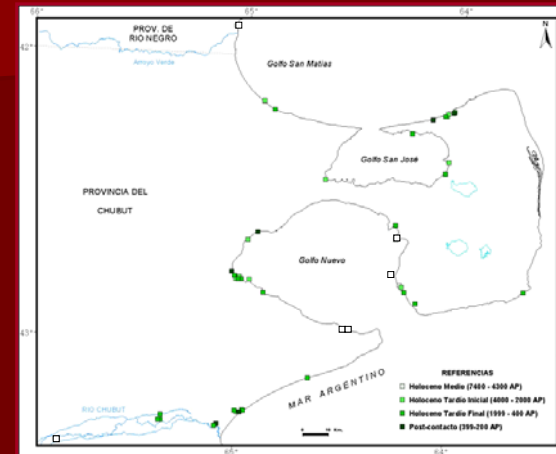 66°
65°
64°
PROV. DE
RIO NEGRO
N
42°
Arroyo Verde
Golfo San Matías
Golfo San José
PROVINCIA DEL
CHUBUT
Golfo Nuevo
43°
MAR ARGENTINO
REFERENCIAS
Holoceno Medio (7400 - 4300 AP)
Holoceno Tardío Inicial (4000 - 2000 AP)
Holoceno Tardío Final (1999 - 400 AP)
Post-contacto (399-200 AP)
RIO CHUBUT
65°
64°